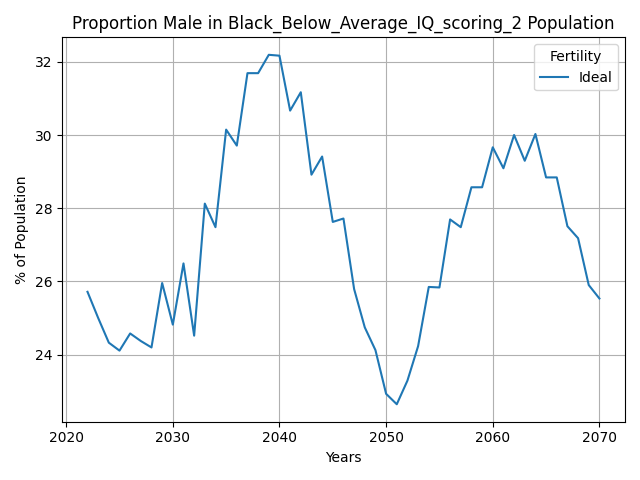 Proportion Male in Black_Below_Average_IQ_scoring_2 Population
% of Population
32
30
28
26
24
Fertility
Ideal
2020 2030 2040 2050 2060 2070
Years